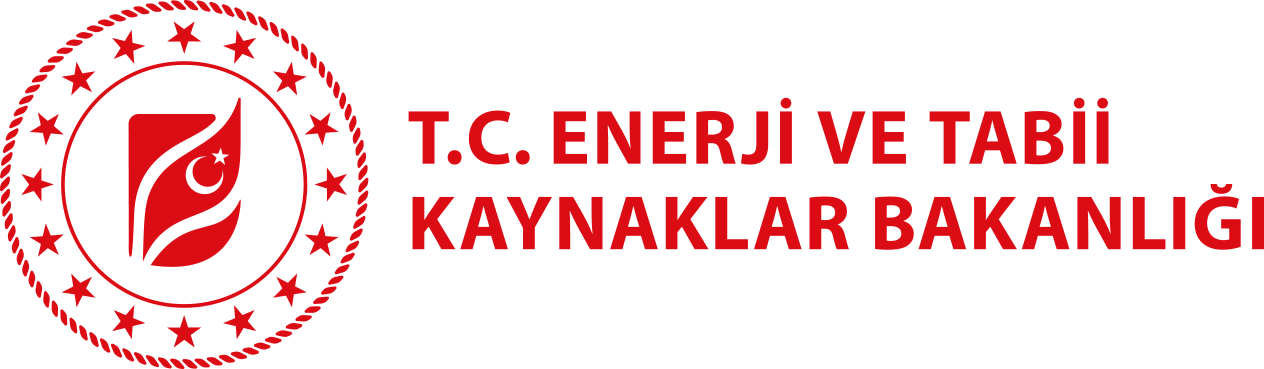 T.C. ENERJİ VE TABİİ
KAYNAKLAR BAKANLIĞI